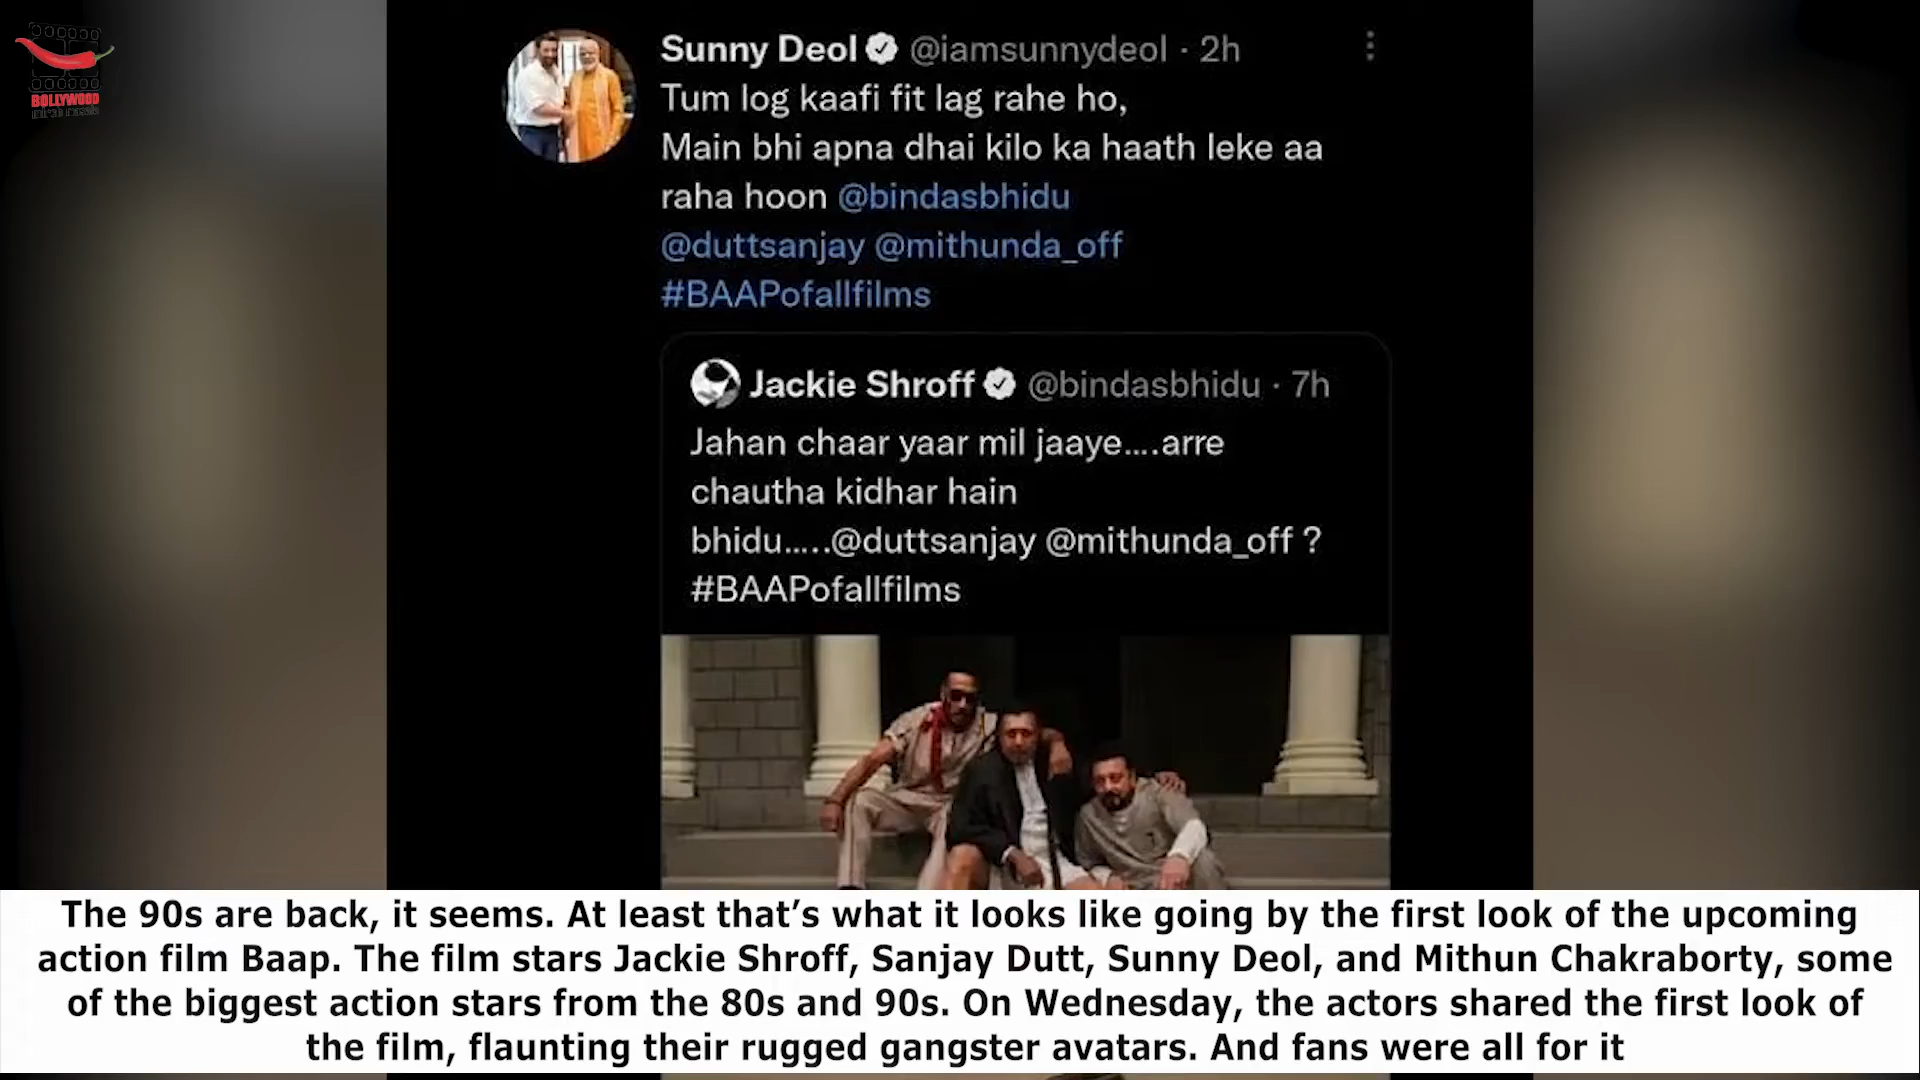 BOLLYWOOD
Sunny Deol @iamsunnydeol · 2h
Tum log kaafi fit lag rahe ho,
Main bhi apna dhai kilo ka haath leke aa
raha hoon @bindasbhidu
@duttsanjay @mithunda_off
#BAAPofallfilms
Jackie Shroff @bindasbhidu · 7h
Jahan chaar yaar mil jaaye....arre
chautha kidhar hain
bhidu.....@duttsanjay @mithunda_off ?
#BAAPofallfilms
The 90s are back, it seems. At least that’s what it looks like going by the first look of the upcoming
action film Baap. The film stars Jackie Shroff, Sanjay Dutt, Sunny Deol, and Mithun Chakraborty, some
of the biggest action stars from the 80s and 90s. On Wednesday, the actors shared the first look of
the film, flaunting their rugged gangster avatars. And fans were all for it